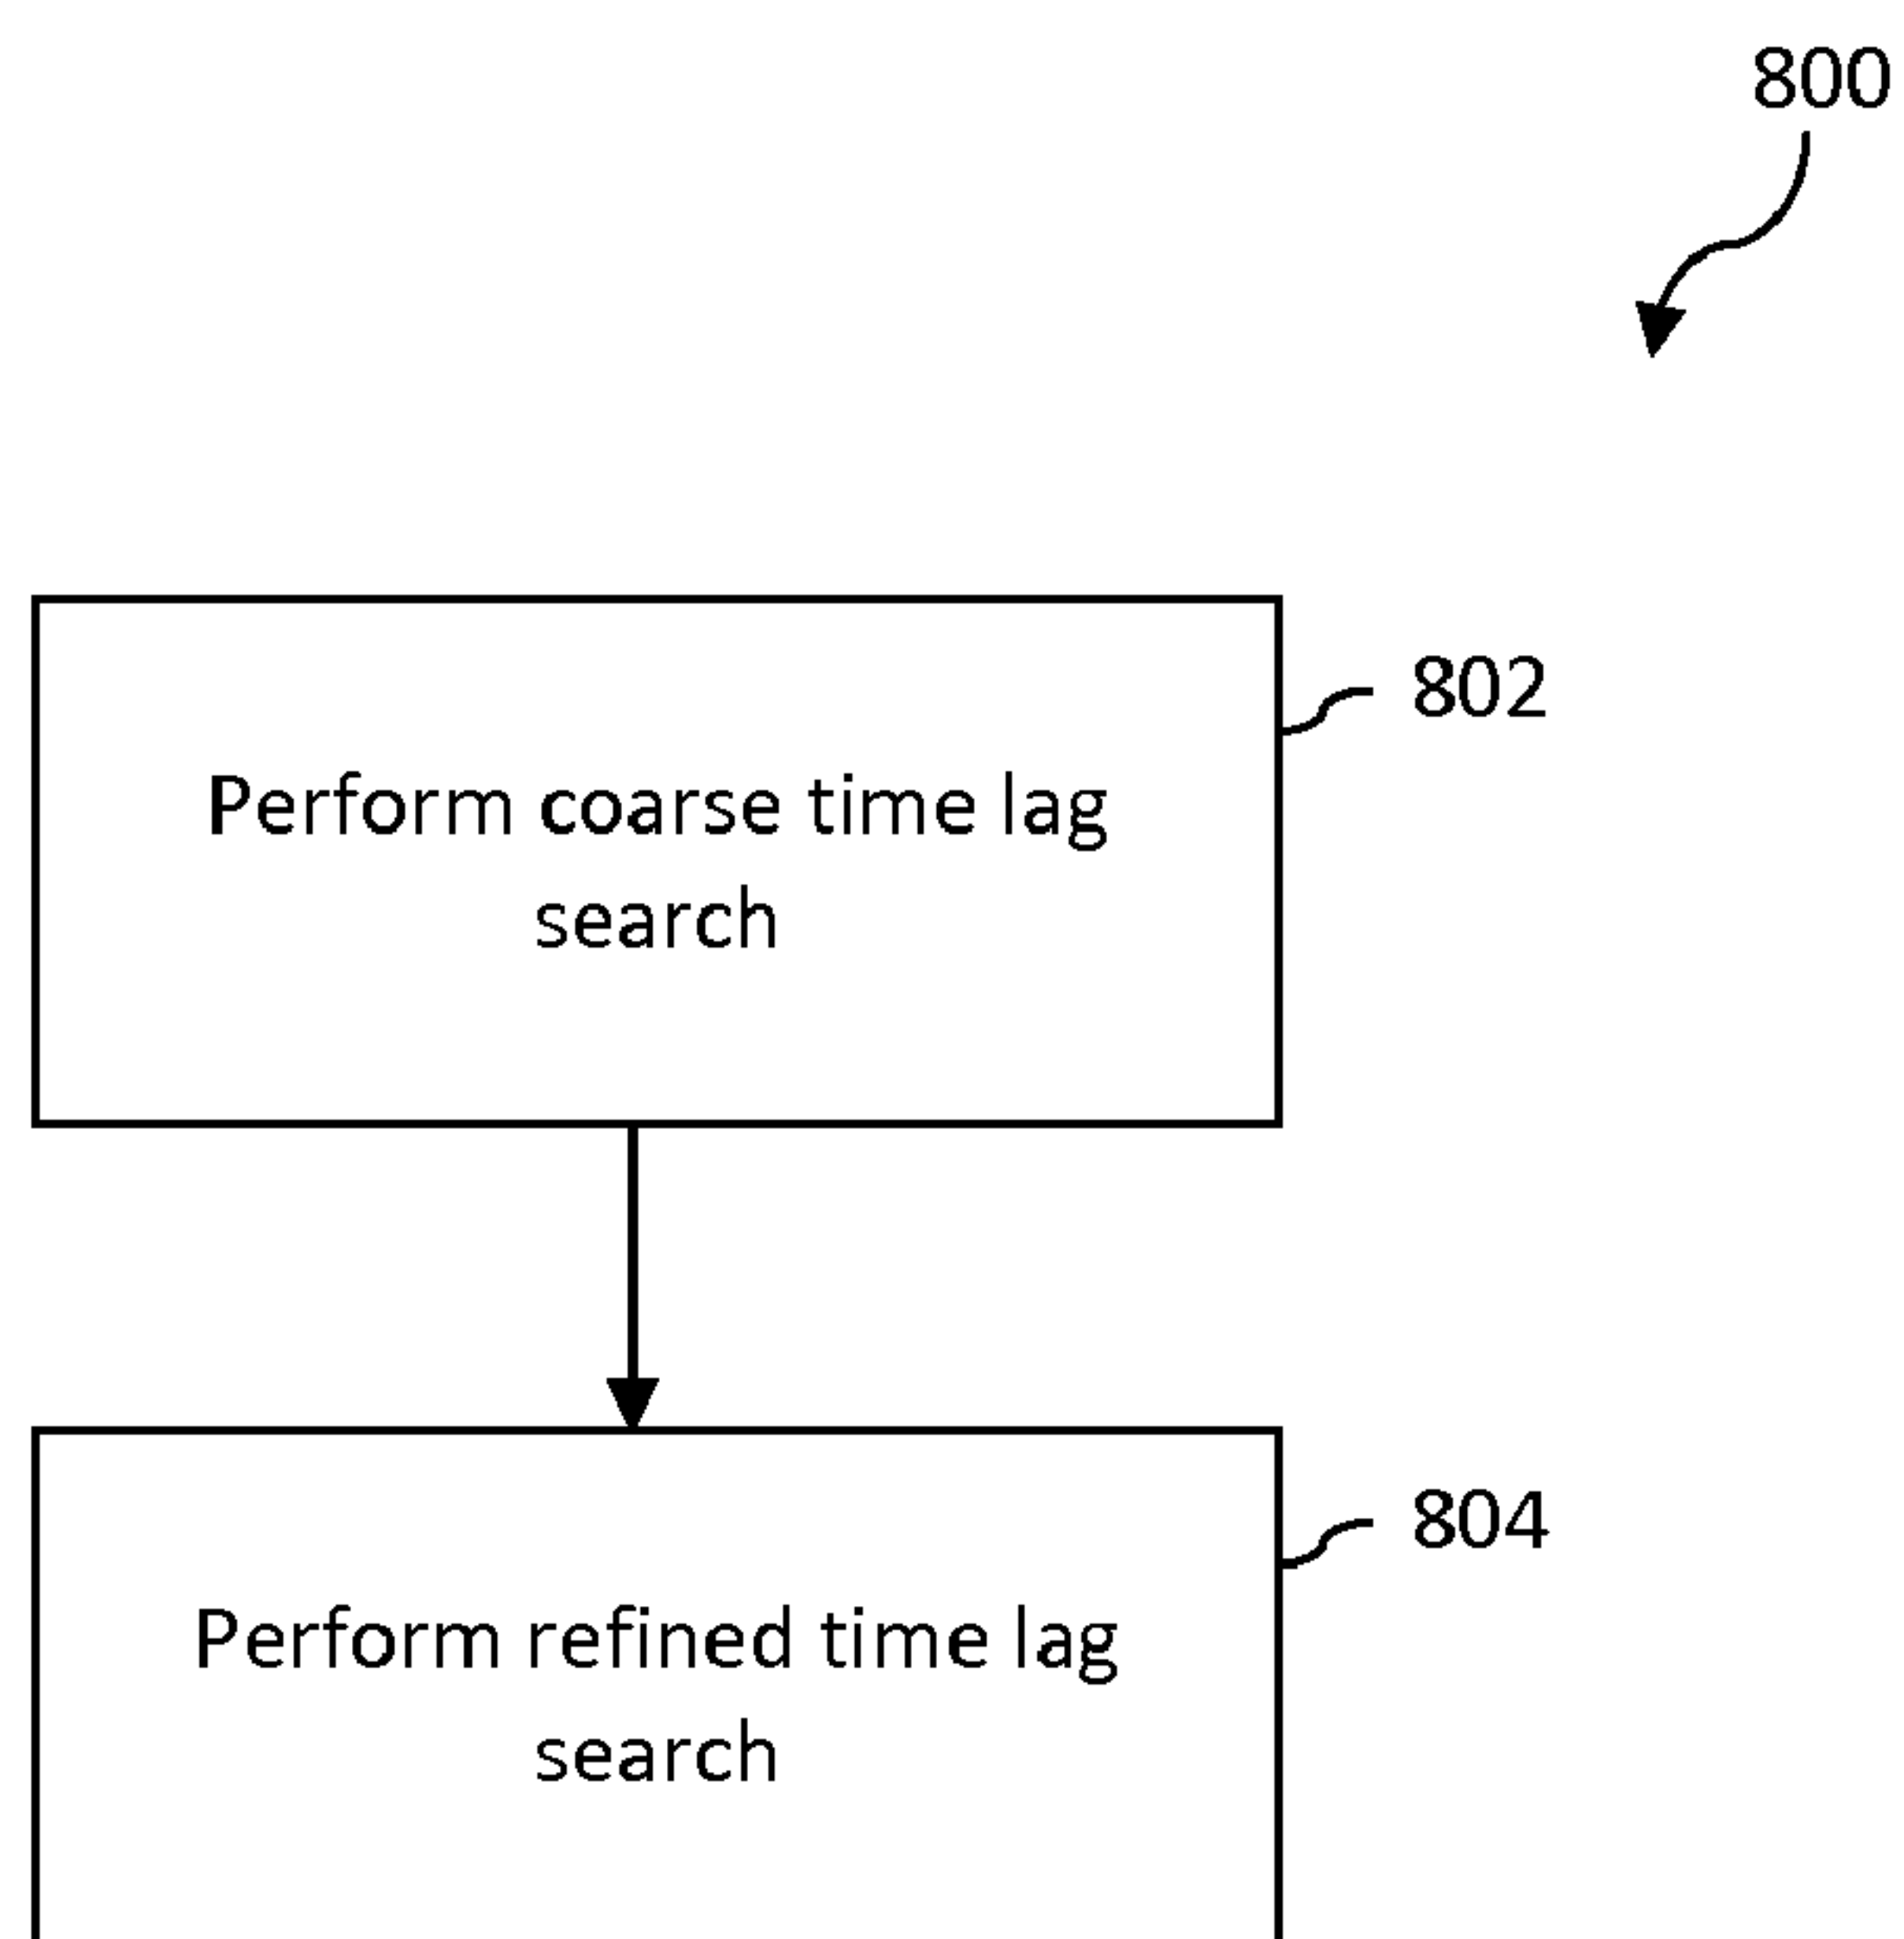 800
802
Perform coarse time lag
search
804
Perform refined time lag
search